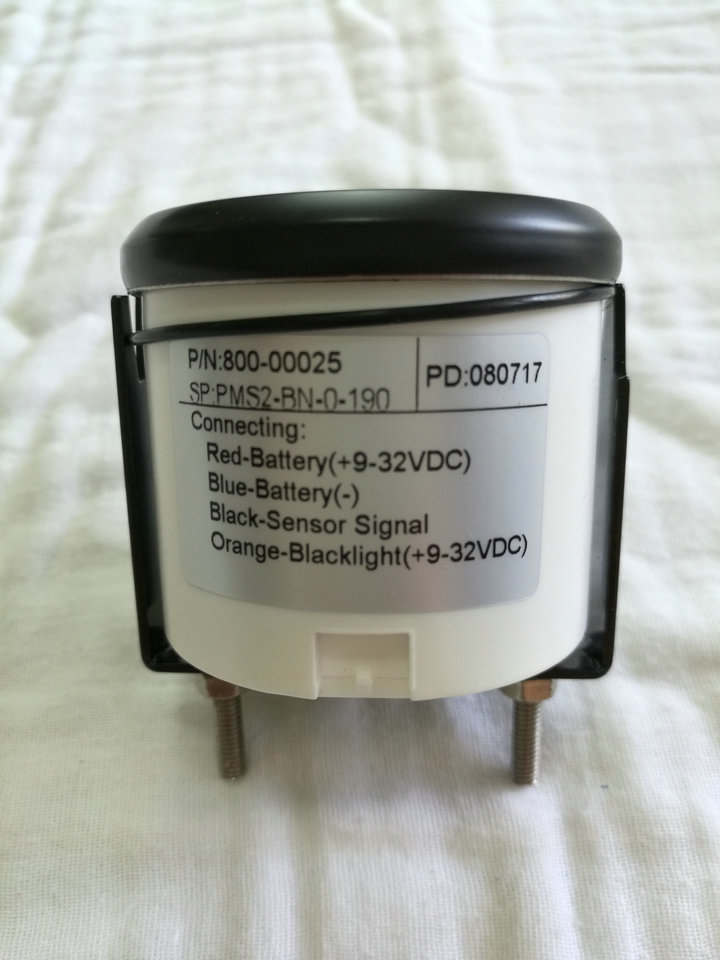 P/N:800-00025
PD:080717
SP:PMS2-BN-0-190
Connecting:
Red-Battery(+9-32VDC)
Blue-Battery(-)
Black-Sensor Signal
Orange-Blacklight(+9-32VDC)